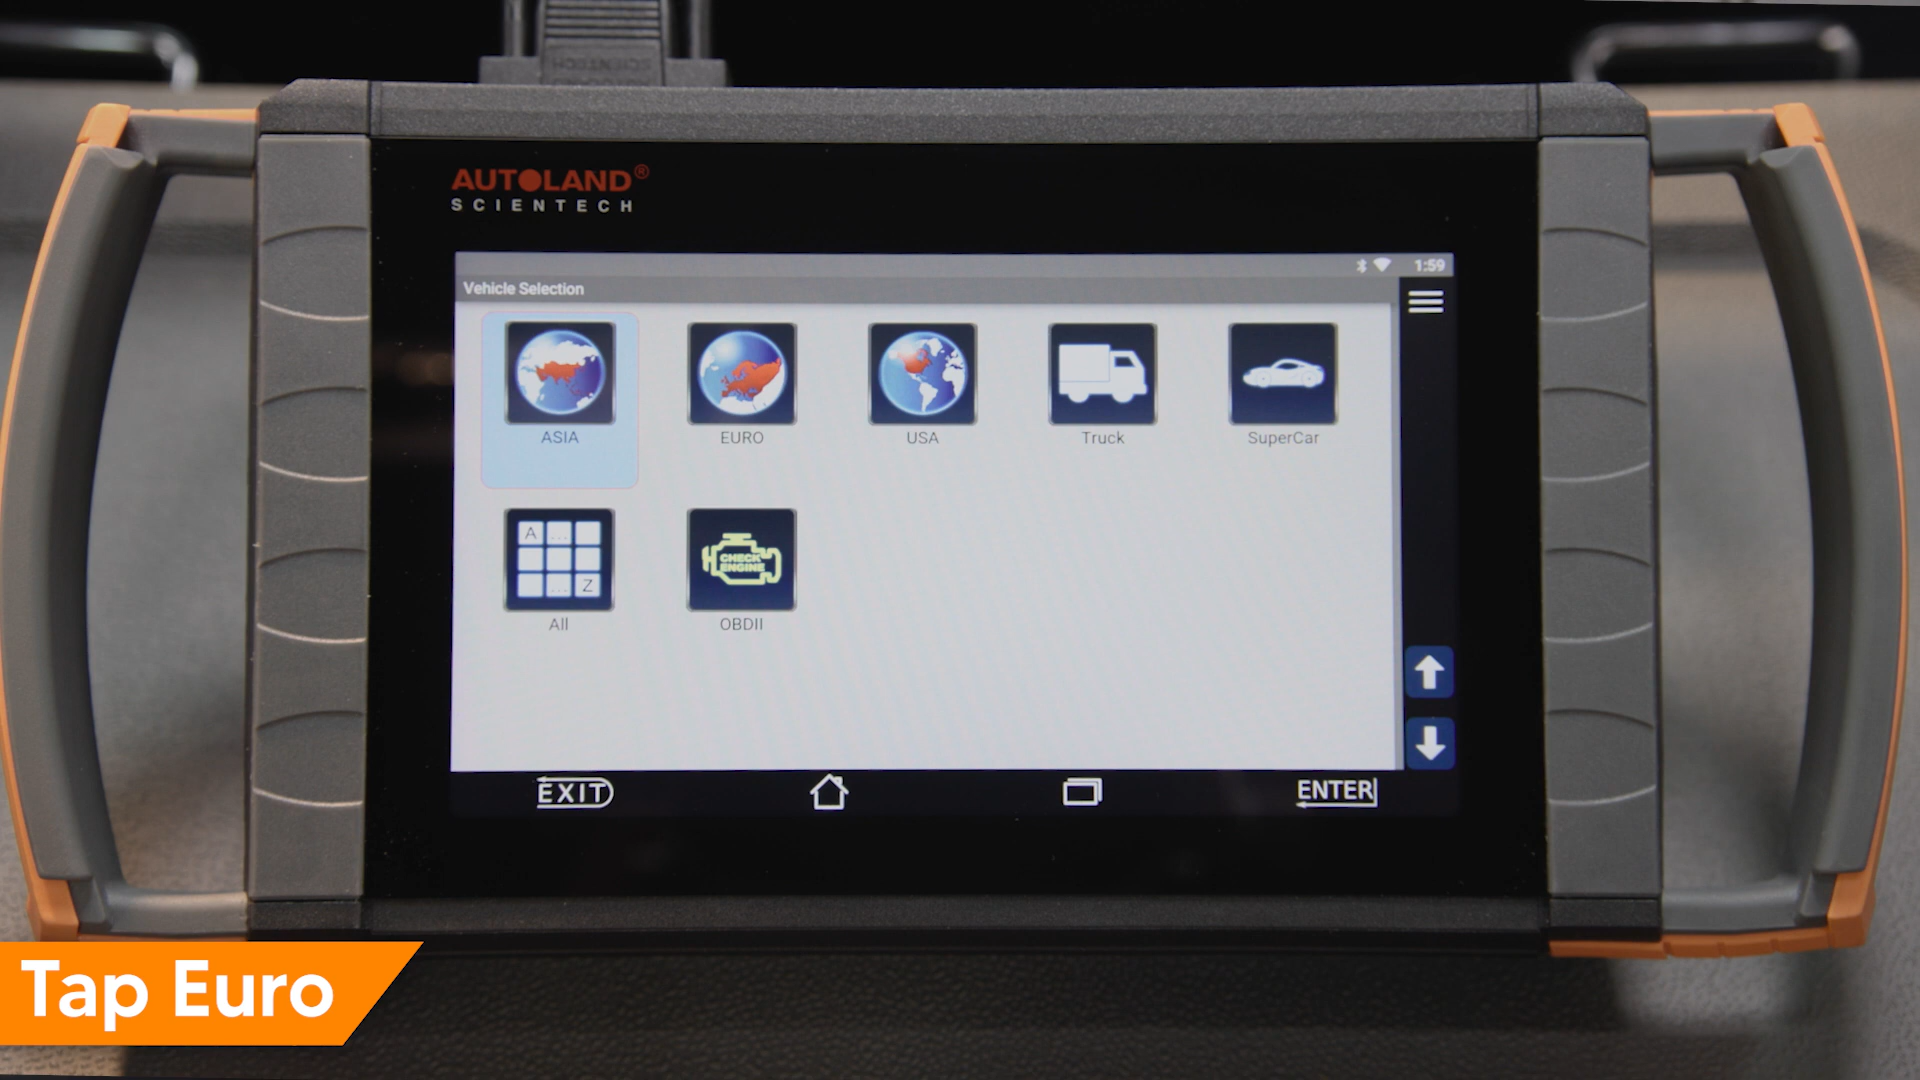 AUTOLAND®
SCIENTECH
1:59
Vehicle Selection
ASIA
EURO
USA
Truck
SuperCar
A ...
... Z
CHECK
ENGINE
All
OBDII
EXIT
ENTER
Tap Euro